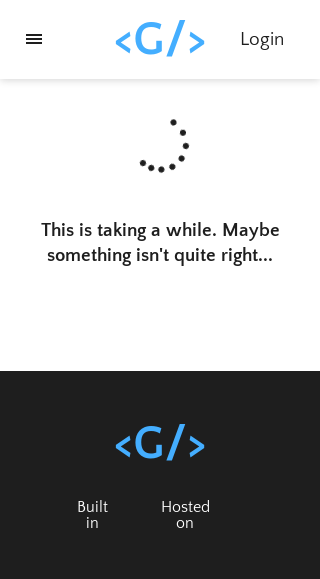 <G/> Login
This is taking a while. Maybe
something isn't quite right...
<G/>
Built Hosted
in on